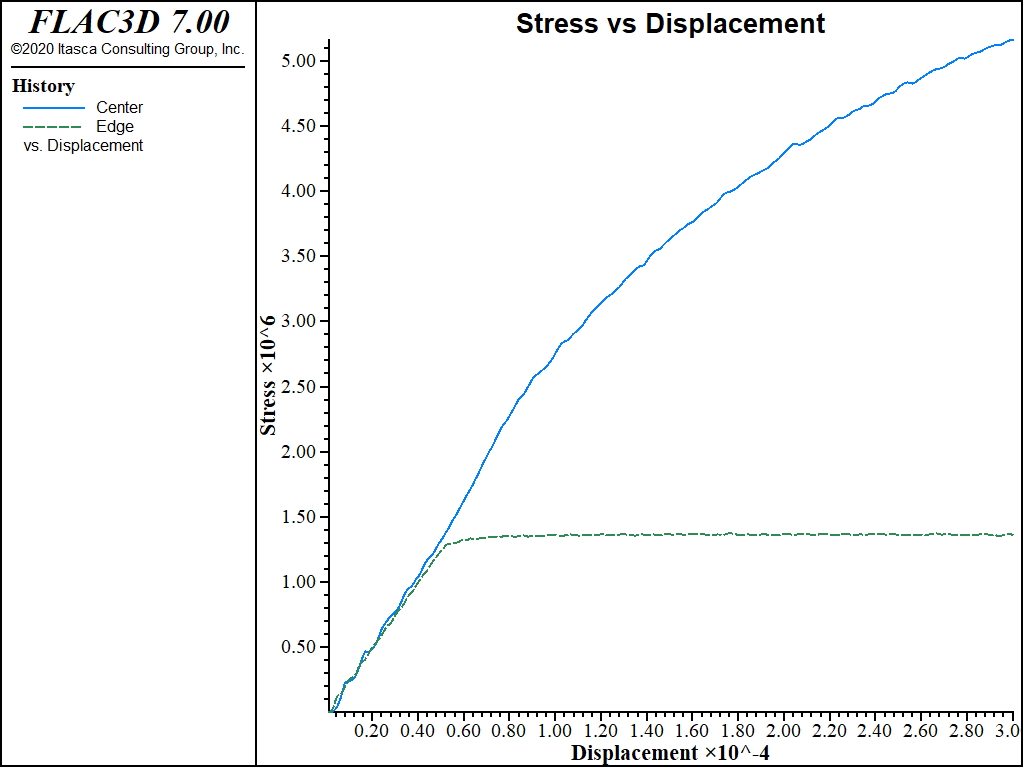 FLAC3D 7.00
©2020 Itasca Consulting Group, Inc.
History
Center
Edge
vs. Displacement
Stress vs Displacement
5.00
4.50
4.00
3.50
3.00
2.50
2.00
1.50
1.00
0.50
Stress ×10^6
0.20 0.40 0.60 0.80 1.00 1.20 1.40 1.60 1.80 2.00 2.20 2.40 2.60 2.80 3.0
Displacement ×10^-4